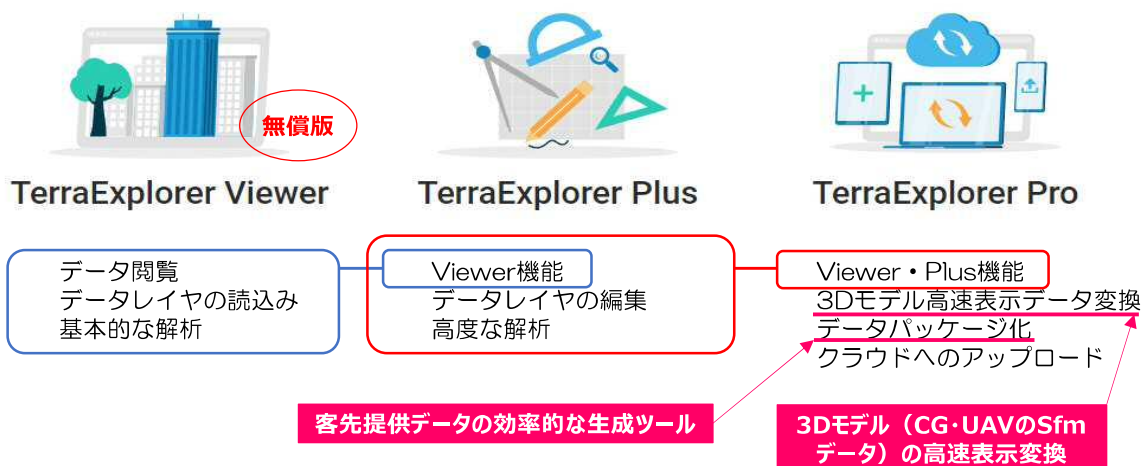 無償版
TerraExplorer Viewer
TerraExplorer Plus
TerraExplorer Pro
データ閲覧
データレイヤの読込み
基本的な解析
Viewer機能
データレイヤの編集
高度な解析
Viewer・Plus機能
3Dモデル高速表示データ変換
データパッケージ化
クラウドへのアップロード
客先提供データの効率的な生成ツール
3Dモデル（CG・UAVのSfm
データ）の高速表示変換